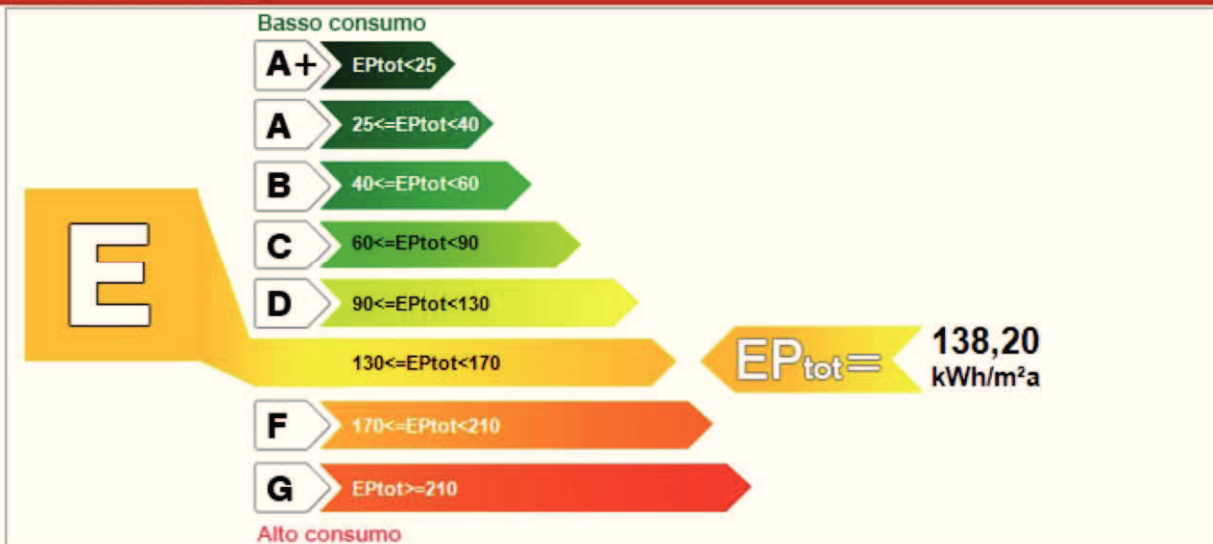 Basso consumo
A+ EPtot<25
A 25<=EPtot<40
B 40<=EPtot<60
C 60<=EPtot<90
D 90<=EPtot<130
E 130<=EPtot<170
EPtot= 138,20
kWh/m²a
F 170<=EPtot<210
G EPtot>=210
Alto consumo